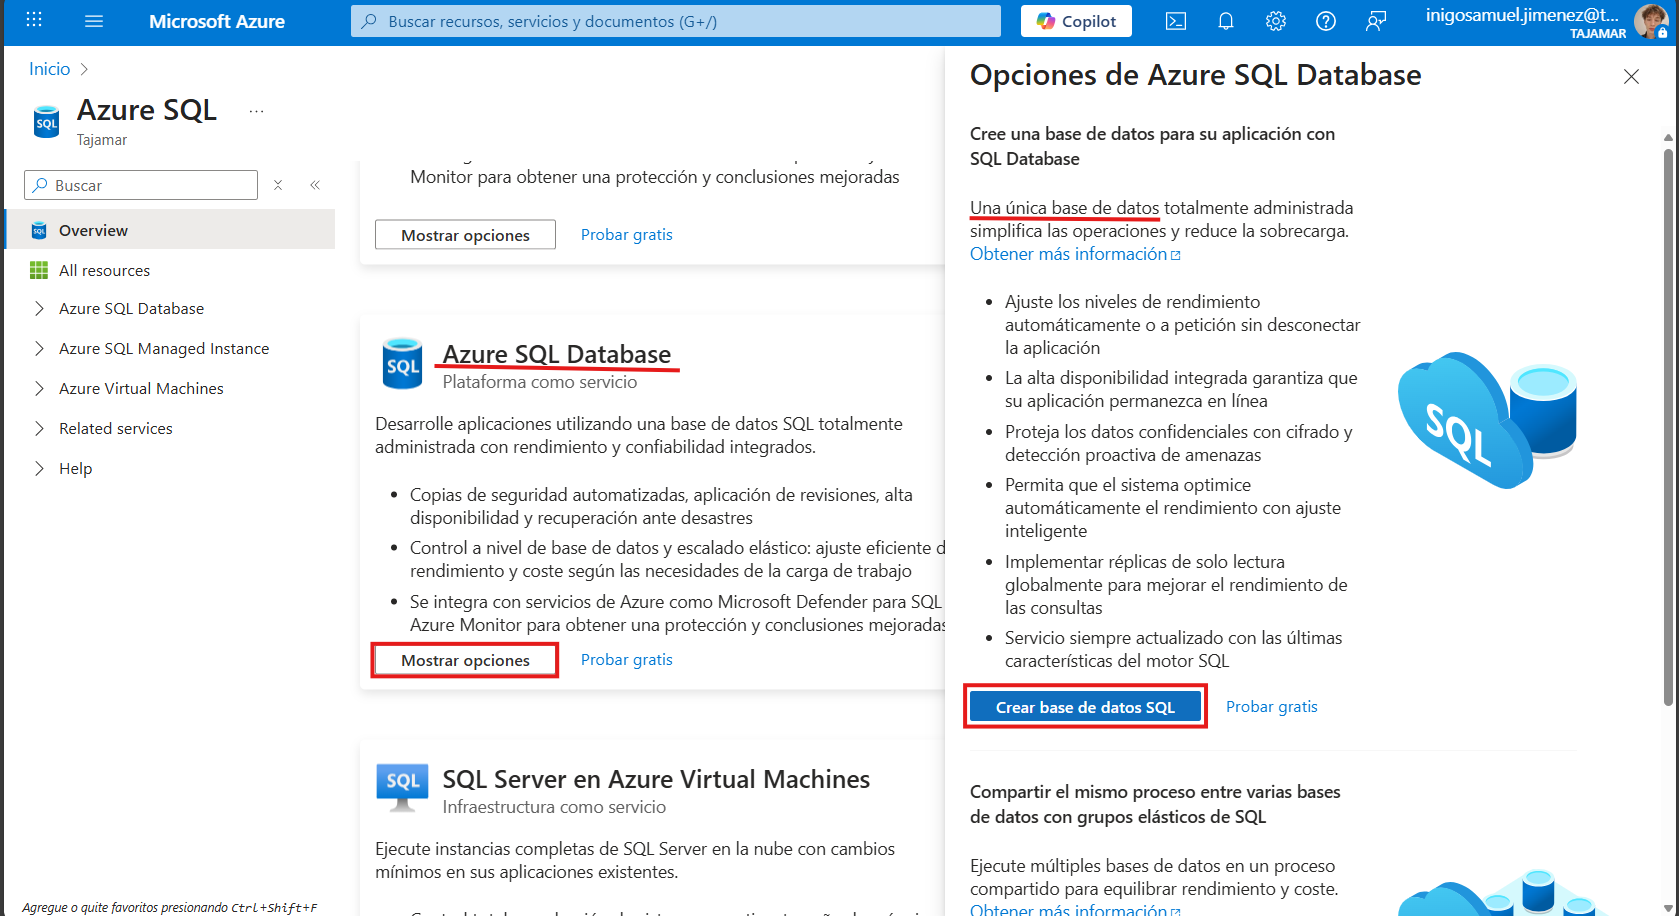 Microsoft Azure
Buscar recursos, servicios y documentos (G+/)
Copilot
inigosamuel.jimenez@t...
TAJAMAR
Inicio
Azure SQL
...
Tajamar
Buscar
Overview
All resources
Azure SQL Database
Azure SQL Managed Instance
Azure Virtual Machines
Related services
Help
Agregue o quite favoritos presionando Ctrl+Shift+F
Monitor para obtener una protección y conclusiones mejoradas
Mostrar opciones
Probar gratis
SQL
Azure SQL Database
Plataforma como servicio
Desarrolle aplicaciones utilizando una base de datos SQL totalmente
administrada con rendimiento y confiabilidad integrados.
• Copias de seguridad automatizadas, aplicación de revisiones, alta
disponibilidad y recuperación ante desastres
• Control a nivel de base de datos y escalado elástico: ajuste eficiente d
rendimiento y coste según las necesidades de la carga de trabajo
• Se integra con servicios de Azure como Microsoft Defender para SQL
Azure Monitor para obtener una protección y conclusiones mejoradas
Mostrar opciones
Probar gratis
SQL
SQL Server en Azure Virtual Machines
Infraestructura como servicio
Ejecute instancias completas de SQL Server en la nube con cambios
mínimos en sus aplicaciones existentes.
Opciones de Azure SQL Database
Cree una base de datos para su aplicación con
SQL Database
Una única base de datos totalmente administrada
simplifica las operaciones y reduce la sobrecarga.
Obtener más información
• Ajuste los niveles de rendimiento
automáticamente o a petición sin desconectar
la aplicación
• La alta disponibilidad integrada garantiza que
su aplicación permanezca en línea
• Proteja los datos confidenciales con cifrado y
detección proactiva de amenazas
• Permita que el sistema optimice
automáticamente el rendimiento con ajuste
inteligente
• Implementar réplicas de solo lectura
globalmente para mejorar el rendimiento de
las consultas
• Servicio siempre actualizado con las últimas
características del motor SQL
SQL
Crear base de datos SQL
Probar gratis
Compartir el mismo proceso entre varias bases
de datos con grupos elásticos de SQL
Ejecute múltiples bases de datos en un proceso
compartido para equilibrar rendimiento y coste.
Obtener más información